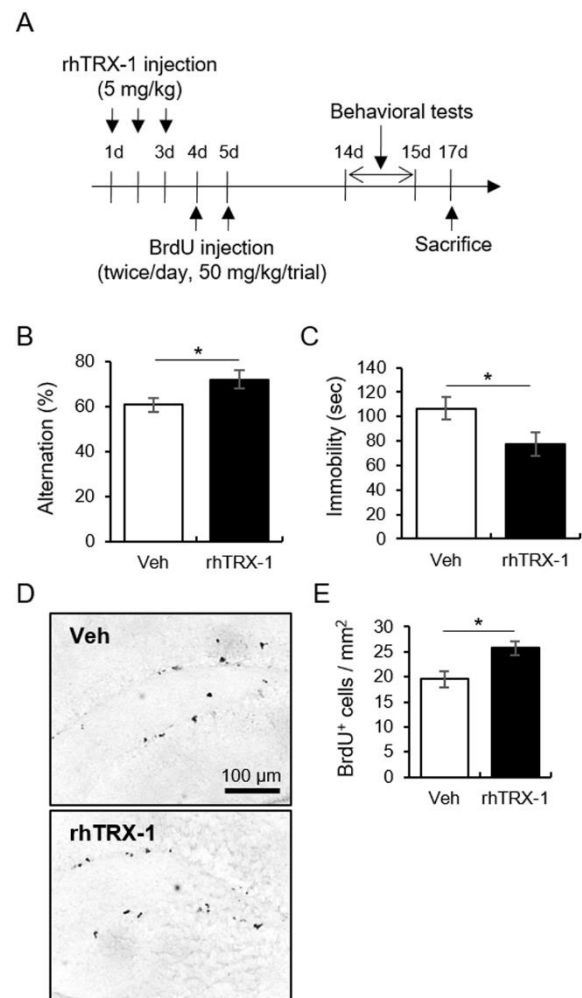 A
rhTRX-1 injection
(5 mg/kg)
Behavioral tests
1d 3d 4d 5d 14d 15d 17d
BrdU injection
(twice/day, 50 mg/kg/trial)
Sacrifice
B
Alternation (%)
80
60
40
20
0
*
Veh rhTRX-1
C
Immobility (sec)
140
120
100
80
60
40
20
0
*
Veh rhTRX-1
D
Veh
100 μm
rhTRX-1
E
BrdU⁺ cells / mm²
30
25
20
15
10
5
0
*
Veh rhTRX-1